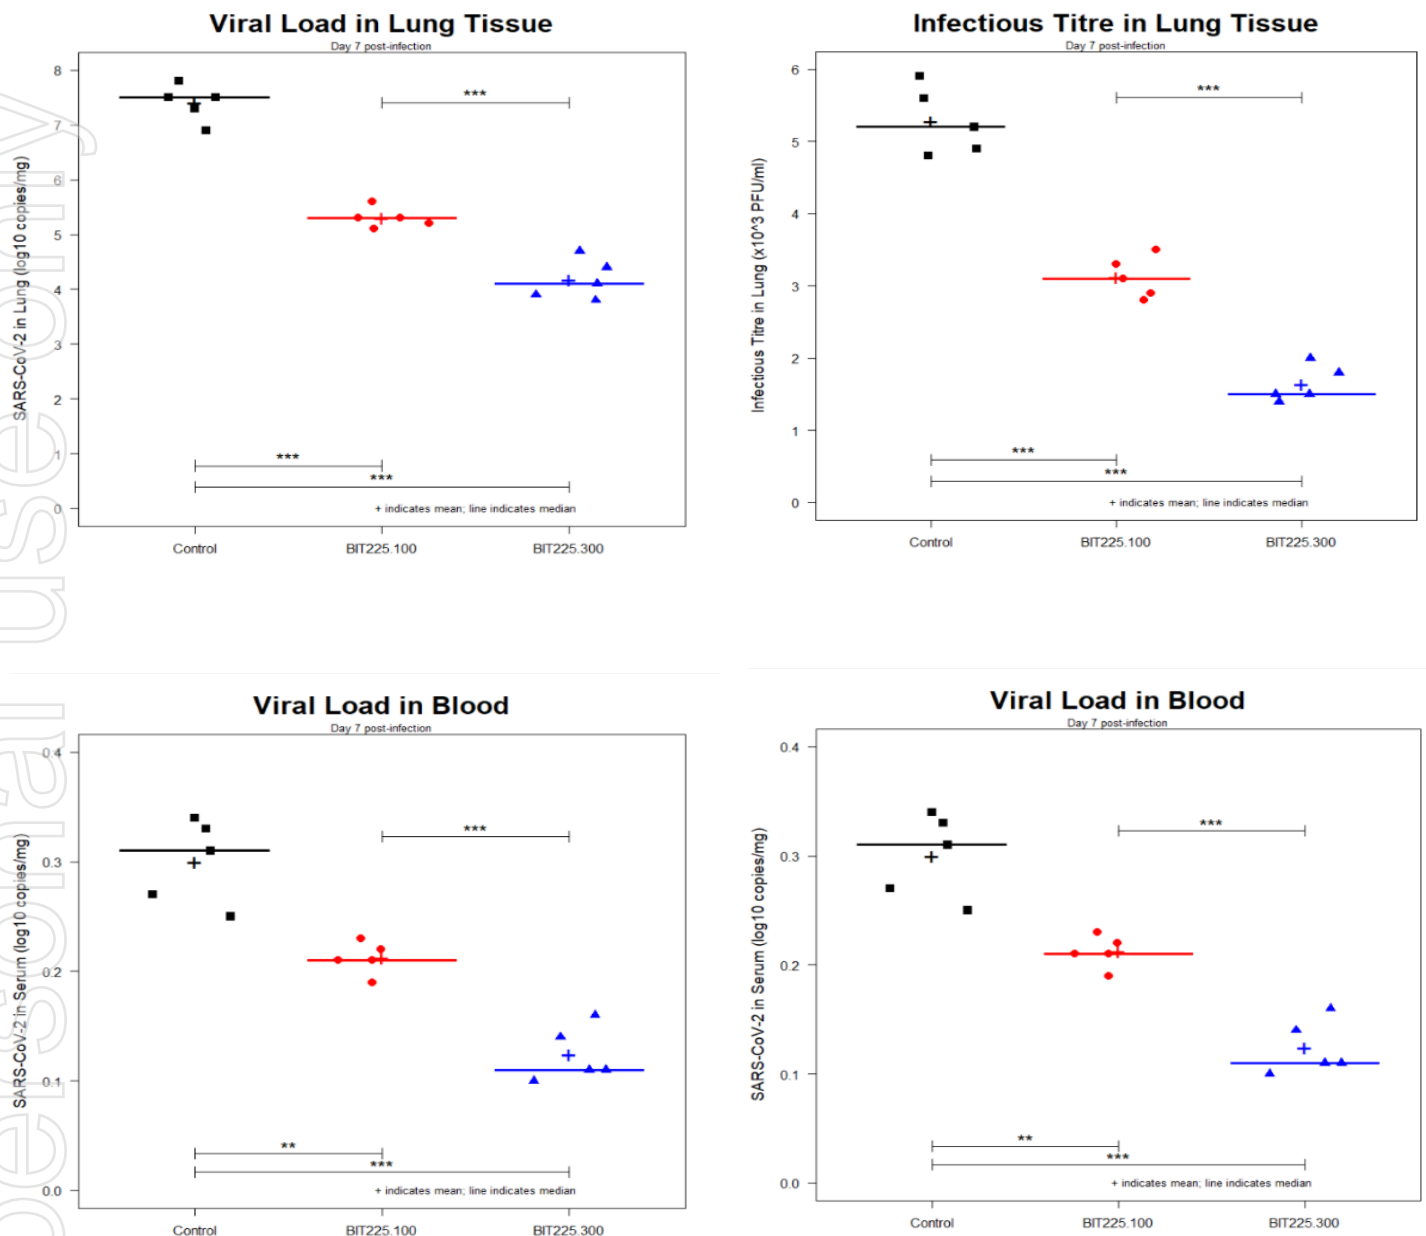 Viral Load in Lung Tissue
Day 7 post-infection
SARS-CoV-2 in Lung (log10 copies/mg)
8
7
6
5
4
3
2
1
0
***
***
***
+ indicates mean; line indicates median
Control
BIT225.100
BIT225.300
Infectious Titre in Lung Tissue
Day 7 post-infection
Infectious Titre in Lung (x10^3 PFU/ml)
6
5
4
3
2
1
0
***
***
***
+ indicates mean; line indicates median
Control
BIT225.100
BIT225.300
Viral Load in Blood
Day 7 post-infection
SARS-CoV-2 in Serum (log10 copies/mg)
0.4
0.3
0.2
0.1
0.0
***
**
***
+ indicates mean; line indicates median
Control
BIT225.100
BIT225.300
Viral Load in Blood
Day 7 post-infection
SARS-CoV-2 in Serum (log10 copies/mg)
0.4
0.3
0.2
0.1
0.0
***
**
***
+ indicates mean; line indicates median
Control
BIT225.100
BIT225.300
personal use only